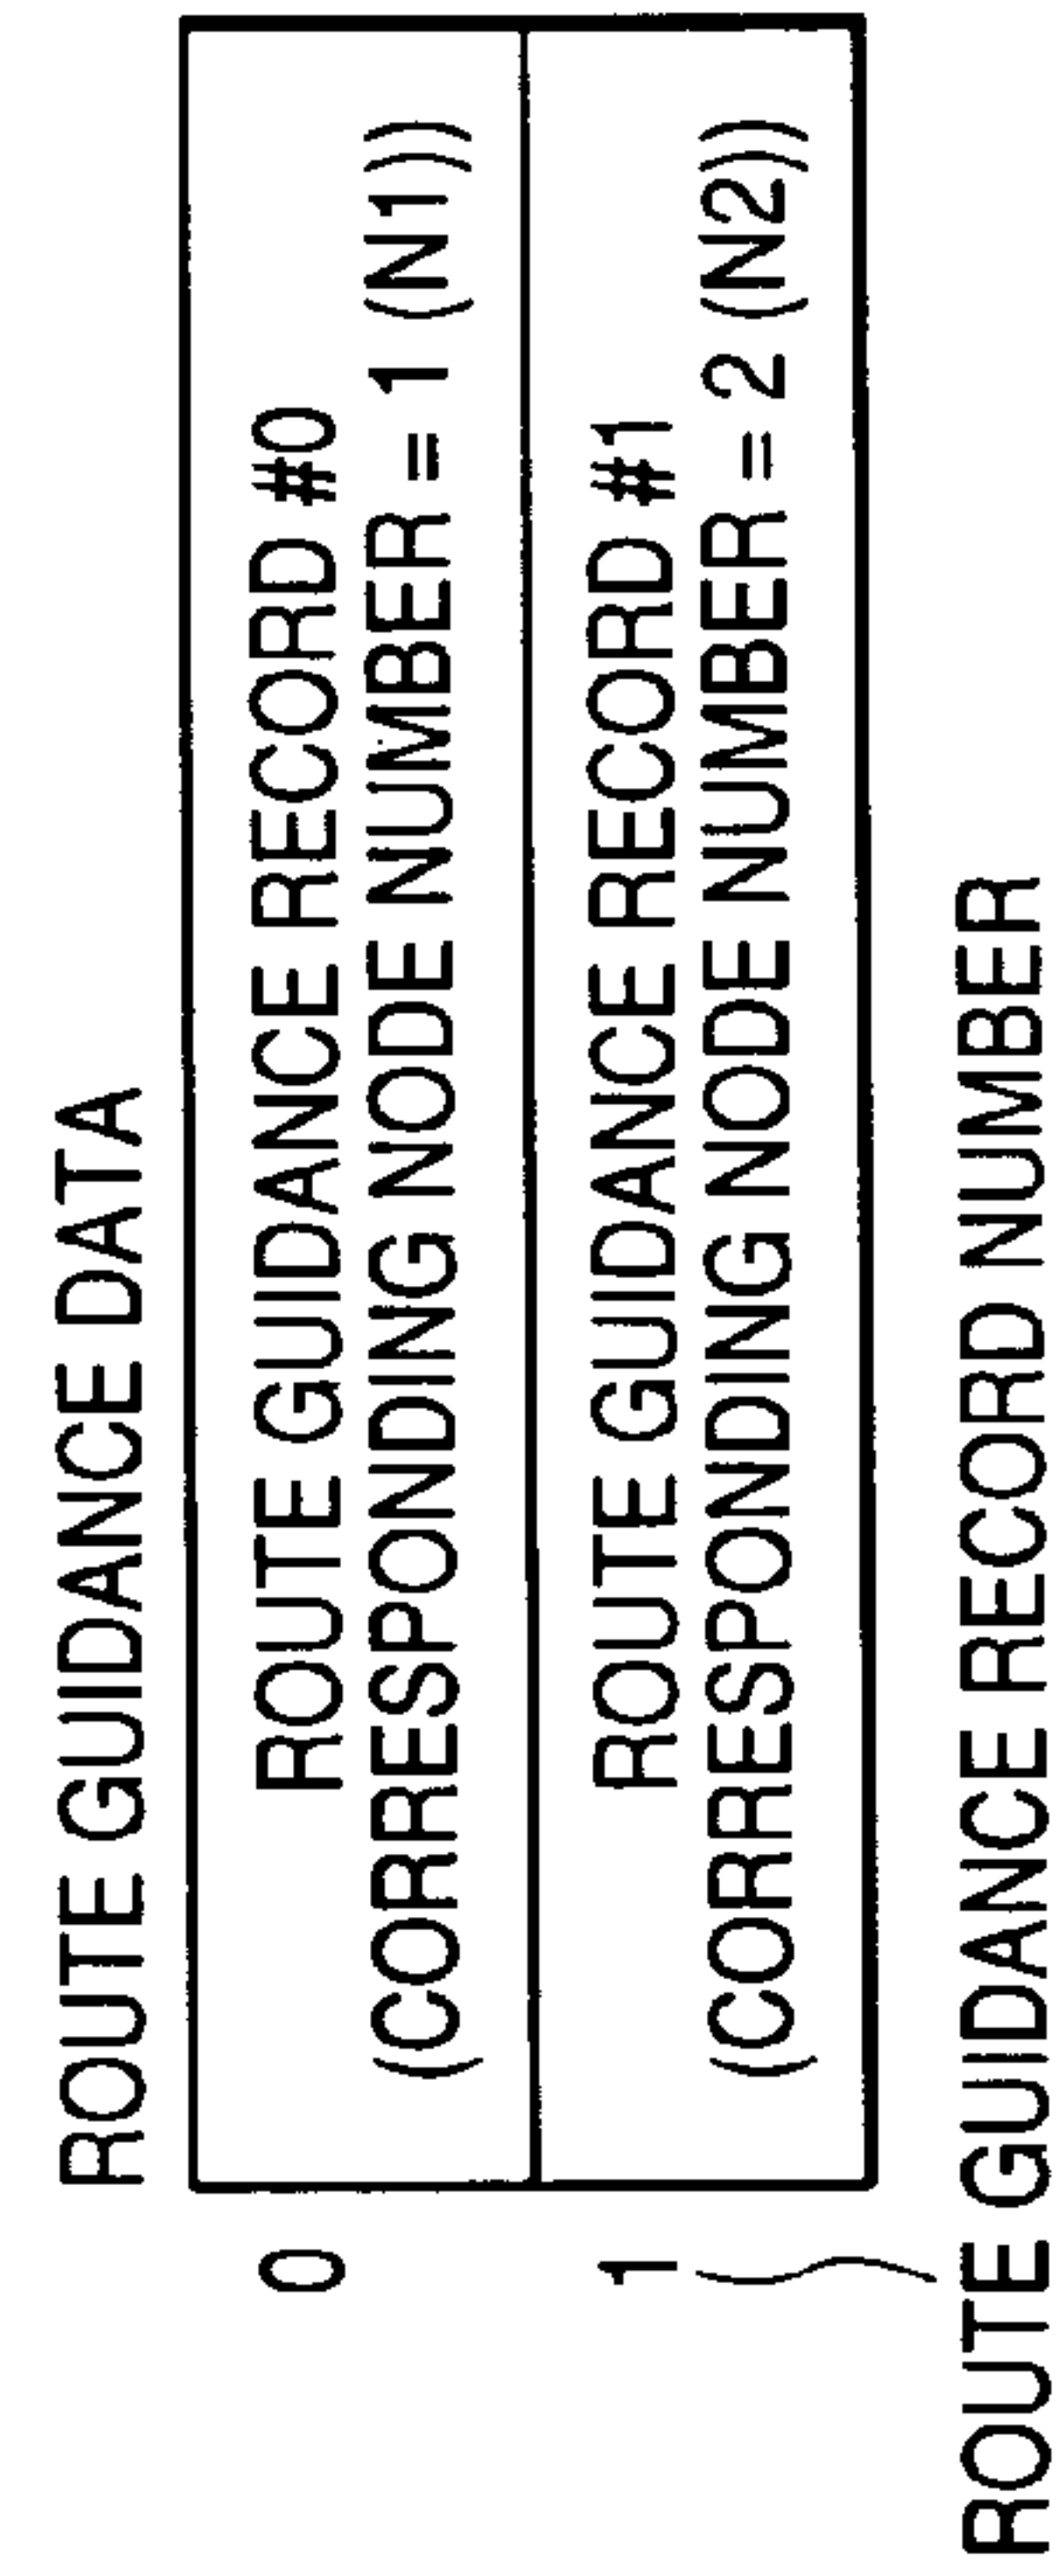 ROUTE GUIDANCE DATA
0
ROUTE GUIDANCE RECORD #0
(CORRESPONDING NODE NUMBER = 1 (N1))
1
ROUTE GUIDANCE RECORD #1
(CORRESPONDING NODE NUMBER = 2 (N2))
ROUTE GUIDANCE RECORD NUMBER